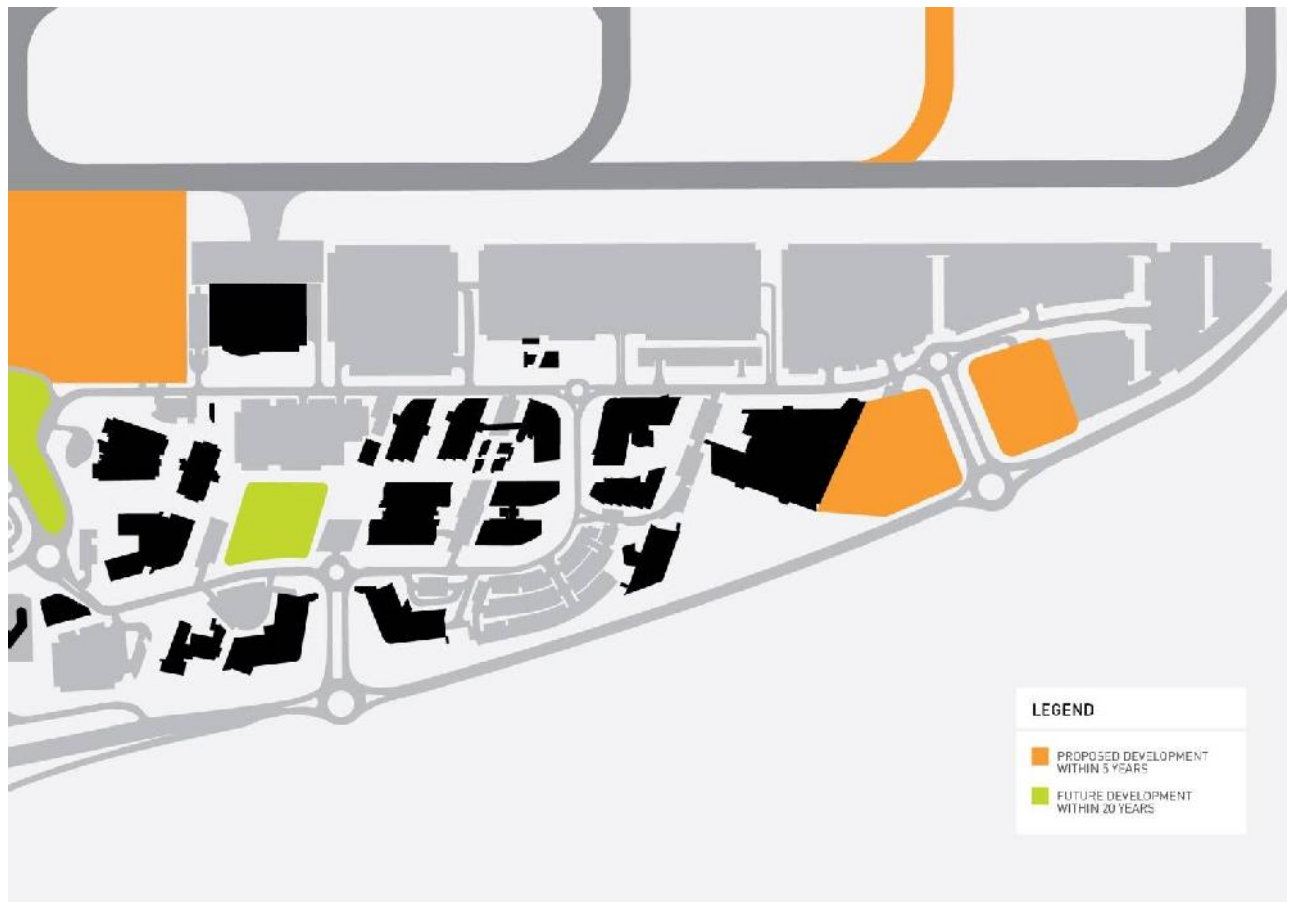 LEGEND
PROPOSED DEVELOPMENT
WITHIN 5 YEARS
FUTURE DEVELOPMENT
WITHIN 20 YEARS